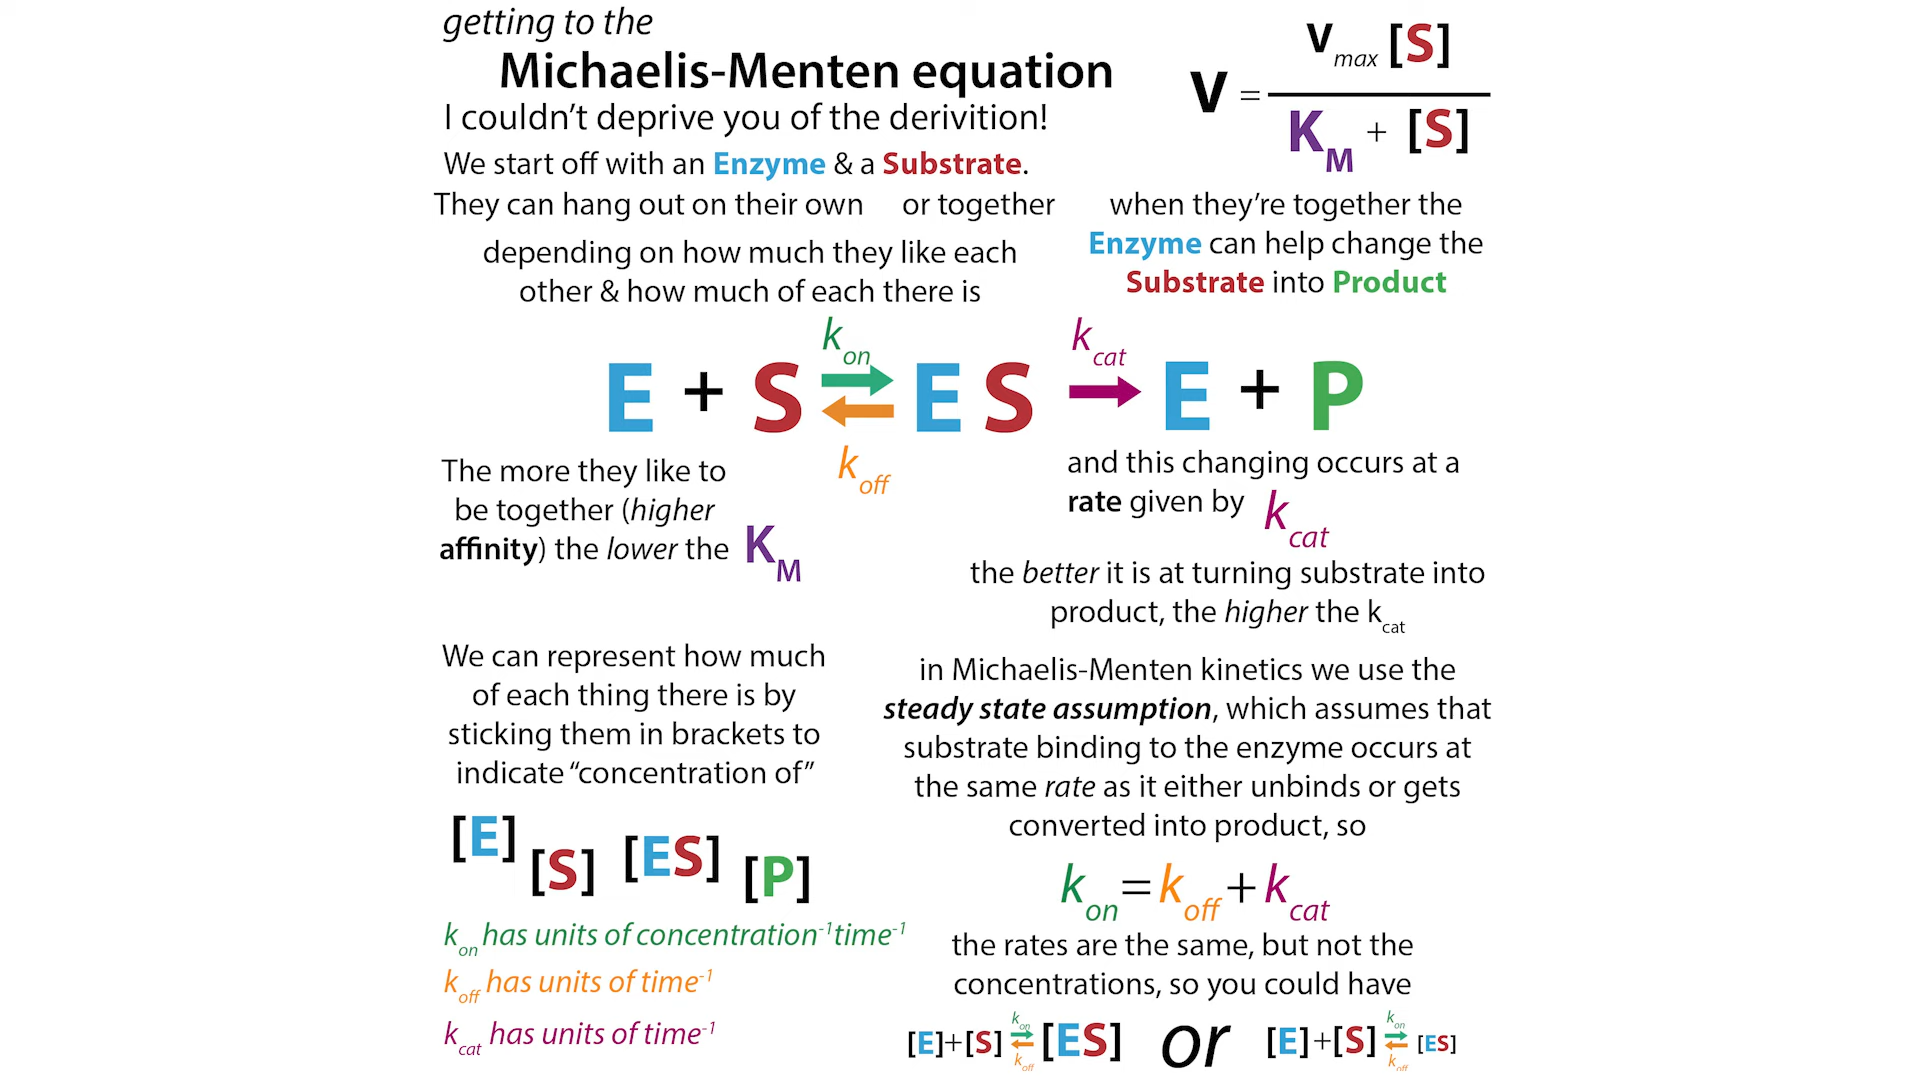 getting to the
Michaelis-Menten equation
I couldn't deprive you of the derivition!
V = Vmax [S]
KM + [S]
We start off with an Enzyme & a Substrate.
They can hang out on their own or together
depending on how much they like each
other & how much of each there is
when they're together the
Enzyme can help change the
Substrate into Product
kon
kcat
E + S ES E + P
koff
The more they like to
be together (higher
affinity) the lower the KM
and this changing occurs at a
rate given by kcat
the better it is at turning substrate into
product, the higher the kcat
We can represent how much
of each thing there is by
sticking them in brackets to
indicate “concentration of”
[E] [S] [ES] [P]
kon has units of concentration-1time-1
koff has units of time-1
kcat has units of time-1
in Michaelis-Menten kinetics we use the
steady state assumption, which assumes that
substrate binding to the enzyme occurs at
the same rate as it either unbinds or gets
converted into product, so
kon=koff+kcat
the rates are the same, but not the
concentrations, so you could have
kon kon
[E]+[S] [ES] or [E]+[S] [ES]
koff koff